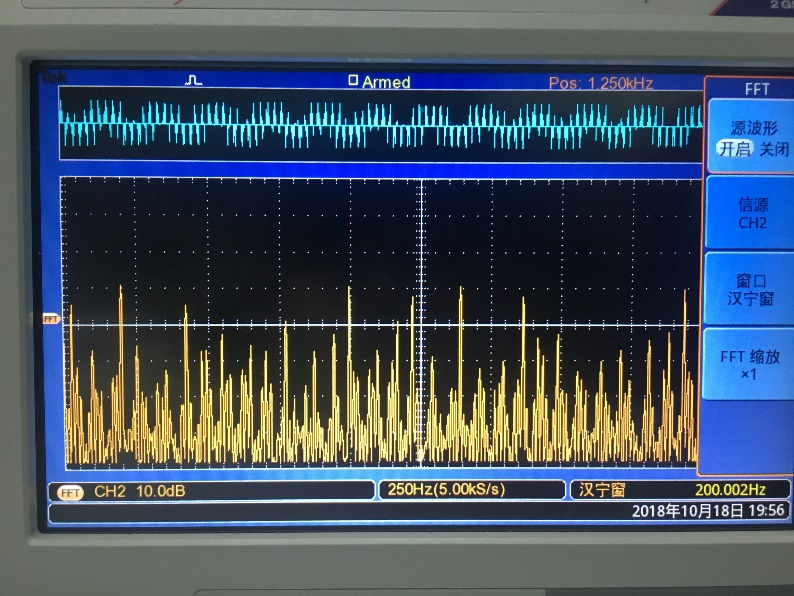 Tek
Armed
Pos: 1.250kHz
FFT
源波形
开启 关闭
信源
CH2
窗口
汉宁窗
FFT 缩放
×1
FFT
FFT CH2 10.0dB
250Hz(5.00kS/s)
汉宁窗 200.002Hz
2018年10月18日 19:56